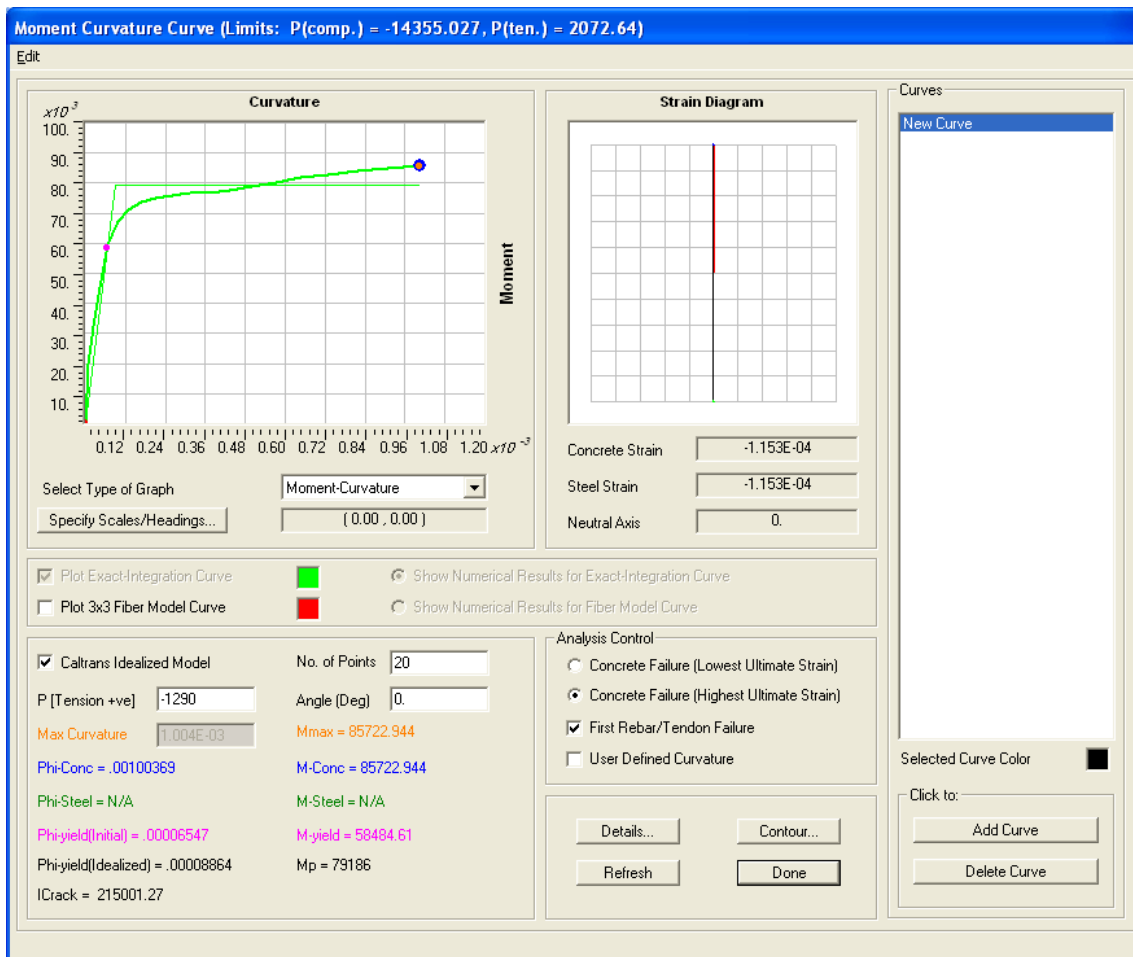 Moment Curvature Curve (Limits:  P(comp.) = -14355.027, P(ten.) = 2072.64)
Edit
Curvature
x10 3
100.
90.
80.
70.
60.
50.
40.
30.
20.
10.
0.12 0.24 0.36 0.48 0.60 0.72 0.84 0.96 1.08 1.20 x10 -3
Moment
Select Type of Graph
Moment-Curvature
Specify Scales/Headings...
( 0.00 , 0.00 )
Strain Diagram
Concrete Strain
-1.153E-04
Steel Strain
-1.153E-04
Neutral Axis
0.
Curves
New Curve
Plot Exact-Integration Curve
Show Numerical Results for Exact-Integration Curve
Plot 3x3 Fiber Model Curve
Show Numerical Results for Fiber Model Curve
Caltrans Idealized Model
No. of Points
20
P [Tension +ve]
-1290
Angle (Deg)
0.
Max Curvature
1.004E-03
Mmax = 85722.944
Phi-Conc = .00100369
M-Conc = 85722.944
Phi-Steel = N/A
M-Steel = N/A
Phi-yield(Initial) = .00006547
M-yield = 58484.61
Phi-yield(Idealized) = .00008864
Mp = 79186
ICrack =  215001.27
Analysis Control
Concrete Failure (Lowest Ultimate Strain)
Concrete Failure (Highest Ultimate Strain)
First Rebar/Tendon Failure
User Defined Curvature
Details...
Contour...
Refresh
Done
Selected Curve Color
Click to:
Add Curve
Delete Curve